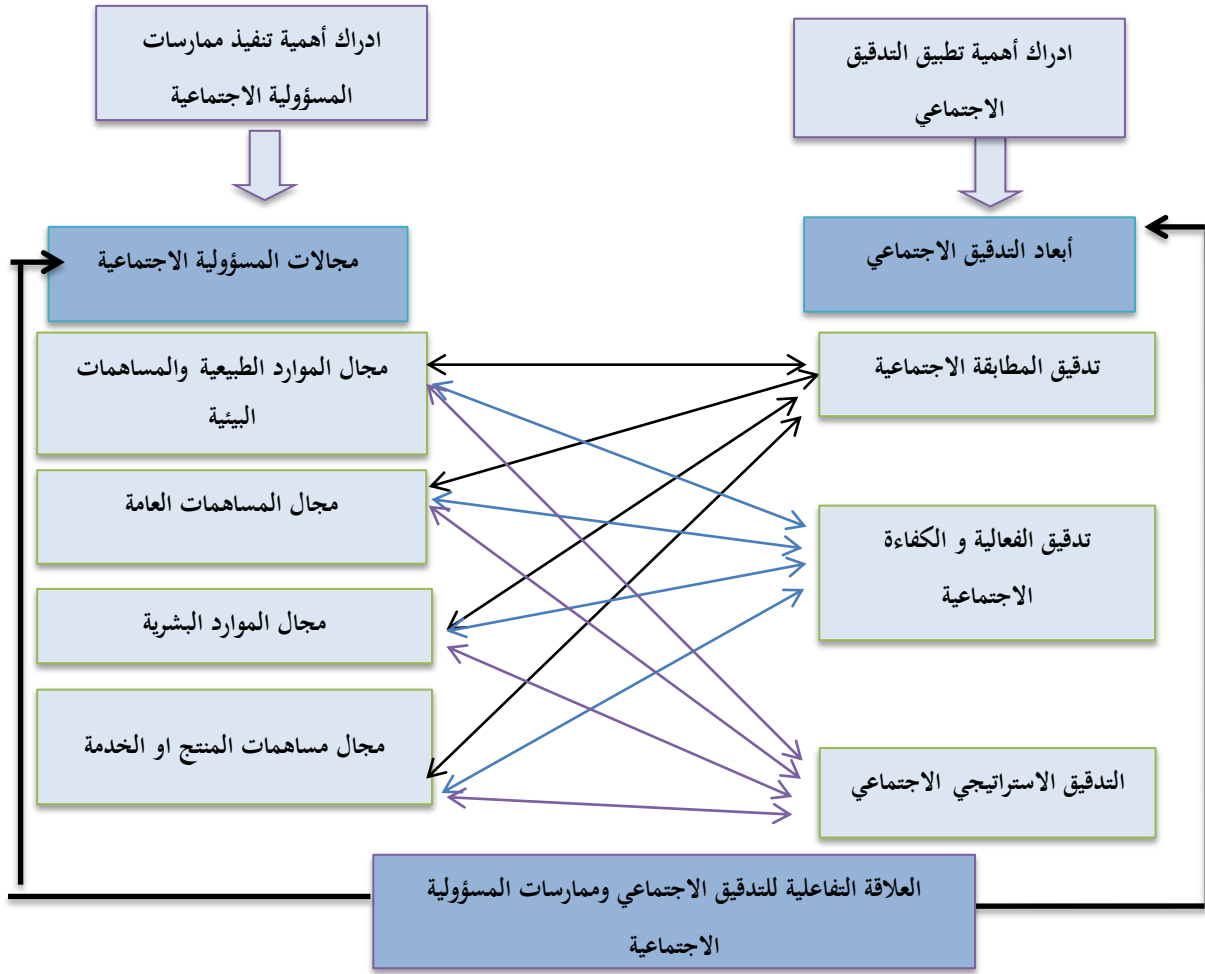 ادراك أهمية تطبيق التدقيق
الاجتماعي
ادراك أهمية تنفيذ ممارسات
المسؤولية الاجتماعية
أبعاد التدقيق الاجتماعي
مجالات المسؤولية الاجتماعية
تدقيق المطابقة الاجتماعية
تدقيق الفعالية و الكفاءة
الاجتماعية
التدقيق الاستراتيجي الاجتماعي
مجال الموارد الطبيعية والمساهمات
البيئية
مجال المساهمات العامة
مجال الموارد البشرية
مجال مساهمات المنتج او الخدمة
العلاقة التفاعلية للتدقيق الاجتماعي وممارسات المسؤولية
الاجتماعية